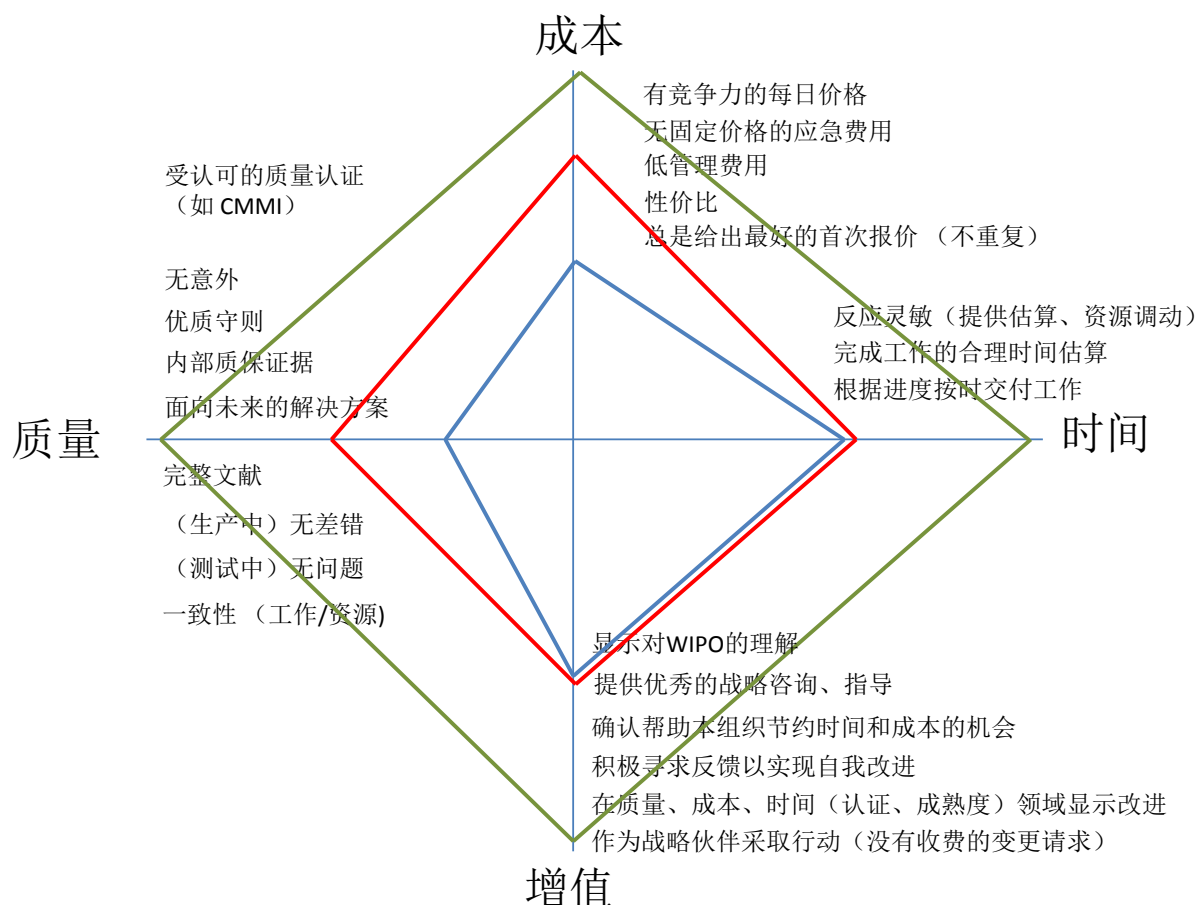 成本
有竞争力的每日价格
无固定价格的应急费用
低管理费用
性价比
总是给出最好的首次报价 （不重复）
受认可的质量认证
（如 CMMI）
无意外
优质守则
内部质保证据
面向未来的解决方案
反应灵敏（提供估算、资源调动）
完成工作的合理时间估算
根据进度按时交付工作
质量
时间
完整文献
（生产中）无差错
（测试中）无问题
一致性 （工作/资源)
显示对WIPO的理解
提供优秀的战略咨询、指导
确认帮助本组织节约时间和成本的机会
积极寻求反馈以实现自我改进
在质量、成本、时间（认证、成熟度）领域显示改进
作为战略伙伴采取行动（没有收费的变更请求）
增值